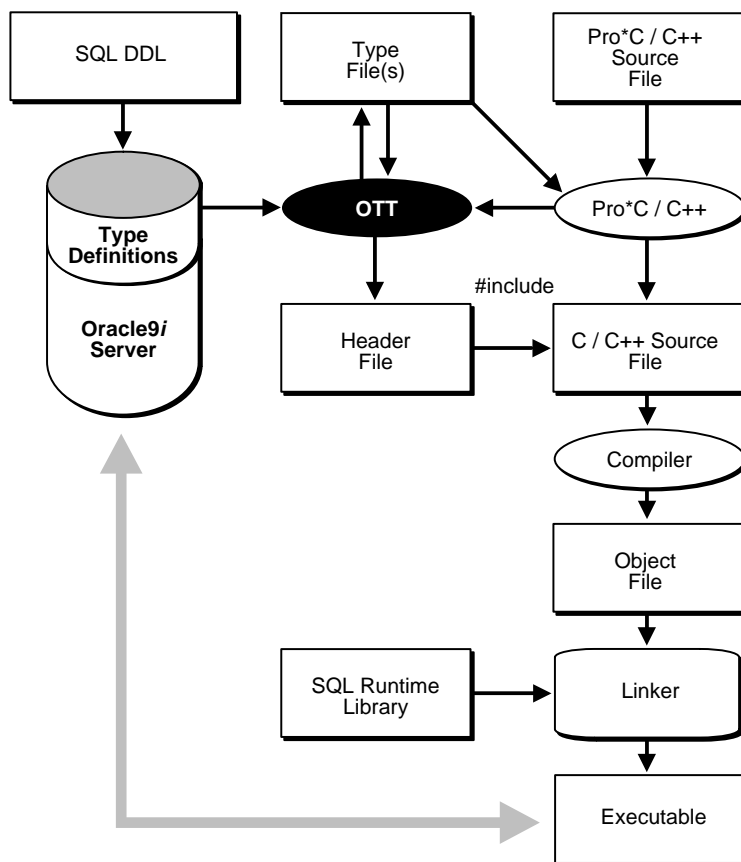 SQL DDL
Type
File(s)
Pro*C / C++
Source
File
OTT
Pro*C / C++
Type
Definitions
Oracle9i
Server
#include
Header
File
C / C++ Source
File
Compiler
Object
File
SQL Runtime
Library
Linker
Executable